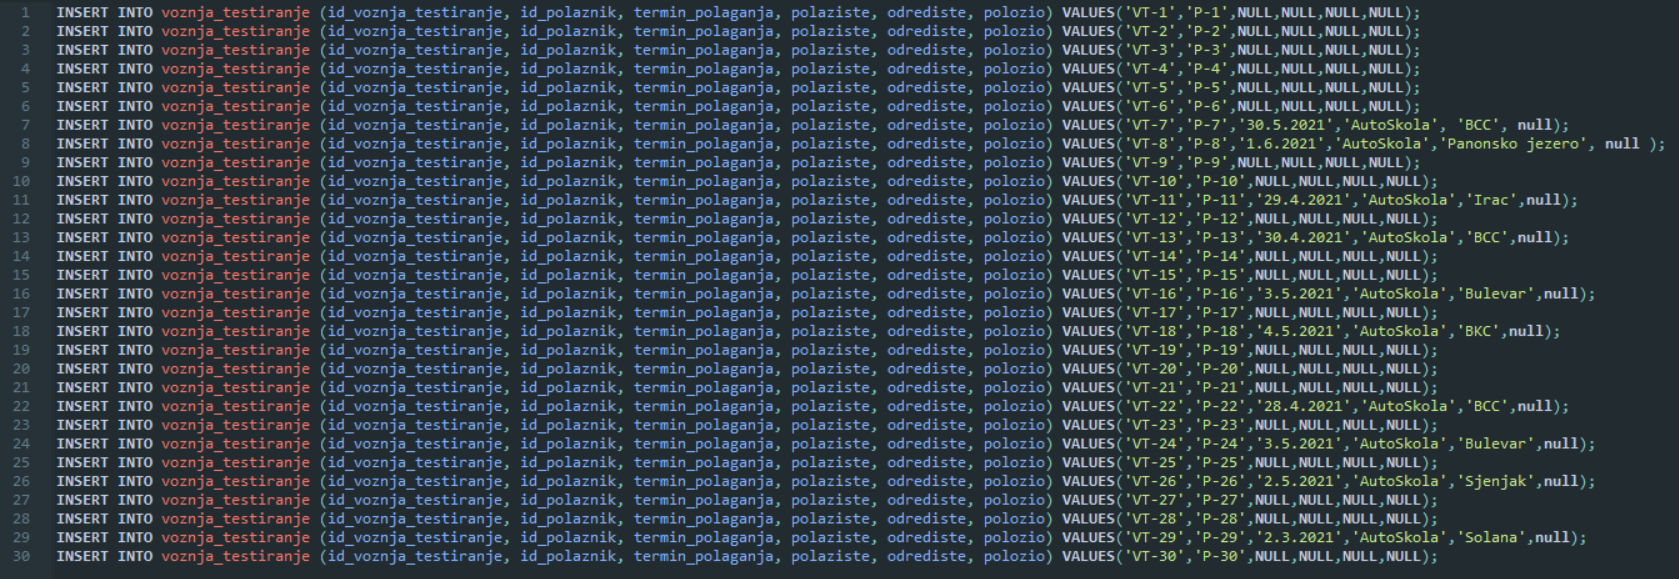 1 INSERT INTO voznja_testiranje (id_voznja_testiranje, id_polaznik, termin_polaganja, polaziste, odrediste, polozio) VALUES('VT-1','P-1',NULL,NULL,NULL,NULL);
2 INSERT INTO voznja_testiranje (id_voznja_testiranje, id_polaznik, termin_polaganja, polaziste, odrediste, polozio) VALUES('VT-2','P-2',NULL,NULL,NULL,NULL);
3 INSERT INTO voznja_testiranje (id_voznja_testiranje, id_polaznik, termin_polaganja, polaziste, odrediste, polozio) VALUES('VT-3','P-3',NULL,NULL,NULL,NULL);
4 INSERT INTO voznja_testiranje (id_voznja_testiranje, id_polaznik, termin_polaganja, polaziste, odrediste, polozio) VALUES('VT-4','P-4',NULL,NULL,NULL,NULL);
5 INSERT INTO voznja_testiranje (id_voznja_testiranje, id_polaznik, termin_polaganja, polaziste, odrediste, polozio) VALUES('VT-5','P-5',NULL,NULL,NULL,NULL);
6 INSERT INTO voznja_testiranje (id_voznja_testiranje, id_polaznik, termin_polaganja, polaziste, odrediste, polozio) VALUES('VT-6','P-6',NULL,NULL,NULL,NULL);
7 INSERT INTO voznja_testiranje (id_voznja_testiranje, id_polaznik, termin_polaganja, polaziste, odrediste, polozio) VALUES('VT-7','P-7','30.5.2021','AutoSkola', 'BCC', null);
8 INSERT INTO voznja_testiranje (id_voznja_testiranje, id_polaznik, termin_polaganja, polaziste, odrediste, polozio) VALUES('VT-8','P-8','1.6.2021','AutoSkola','Panonsko jezero', null );
9 INSERT INTO voznja_testiranje (id_voznja_testiranje, id_polaznik, termin_polaganja, polaziste, odrediste, polozio) VALUES('VT-9','P-9',NULL,NULL,NULL,NULL);
10 INSERT INTO voznja_testiranje (id_voznja_testiranje, id_polaznik, termin_polaganja, polaziste, odrediste, polozio) VALUES('VT-10','P-10',NULL,NULL,NULL,NULL);
11 INSERT INTO voznja_testiranje (id_voznja_testiranje, id_polaznik, termin_polaganja, polaziste, odrediste, polozio) VALUES('VT-11','P-11','29.4.2021','AutoSkola','Irac',null);
12 INSERT INTO voznja_testiranje (id_voznja_testiranje, id_polaznik, termin_polaganja, polaziste, odrediste, polozio) VALUES('VT-12','P-12',NULL,NULL,NULL,NULL);
13 INSERT INTO voznja_testiranje (id_voznja_testiranje, id_polaznik, termin_polaganja, polaziste, odrediste, polozio) VALUES('VT-13','P-13','30.4.2021','AutoSkola','BCC',null);
14 INSERT INTO voznja_testiranje (id_voznja_testiranje, id_polaznik, termin_polaganja, polaziste, odrediste, polozio) VALUES('VT-14','P-14',NULL,NULL,NULL,NULL);
15 INSERT INTO voznja_testiranje (id_voznja_testiranje, id_polaznik, termin_polaganja, polaziste, odrediste, polozio) VALUES('VT-15','P-15',NULL,NULL,NULL,NULL);
16 INSERT INTO voznja_testiranje (id_voznja_testiranje, id_polaznik, termin_polaganja, polaziste, odrediste, polozio) VALUES('VT-16','P-16','3.5.2021','AutoSkola','Bulevar',null);
17 INSERT INTO voznja_testiranje (id_voznja_testiranje, id_polaznik, termin_polaganja, polaziste, odrediste, polozio) VALUES('VT-17','P-17',NULL,NULL,NULL,NULL);
18 INSERT INTO voznja_testiranje (id_voznja_testiranje, id_polaznik, termin_polaganja, polaziste, odrediste, polozio) VALUES('VT-18','P-18','4.5.2021','AutoSkola','BKC',null);
19 INSERT INTO voznja_testiranje (id_voznja_testiranje, id_polaznik, termin_polaganja, polaziste, odrediste, polozio) VALUES('VT-19','P-19',NULL,NULL,NULL,NULL);
20 INSERT INTO voznja_testiranje (id_voznja_testiranje, id_polaznik, termin_polaganja, polaziste, odrediste, polozio) VALUES('VT-20','P-20',NULL,NULL,NULL,NULL);
21 INSERT INTO voznja_testiranje (id_voznja_testiranje, id_polaznik, termin_polaganja, polaziste, odrediste, polozio) VALUES('VT-21','P-21',NULL,NULL,NULL,NULL);
22 INSERT INTO voznja_testiranje (id_voznja_testiranje, id_polaznik, termin_polaganja, polaziste, odrediste, polozio) VALUES('VT-22','P-22','28.4.2021','AutoSkola','BCC',null);
23 INSERT INTO voznja_testiranje (id_voznja_testiranje, id_polaznik, termin_polaganja, polaziste, odrediste, polozio) VALUES('VT-23','P-23',NULL,NULL,NULL,NULL);
24 INSERT INTO voznja_testiranje (id_voznja_testiranje, id_polaznik, termin_polaganja, polaziste, odrediste, polozio) VALUES('VT-24','P-24','3.5.2021','AutoSkola','Bulevar',null);
25 INSERT INTO voznja_testiranje (id_voznja_testiranje, id_polaznik, termin_polaganja, polaziste, odrediste, polozio) VALUES('VT-25','P-25',NULL,NULL,NULL,NULL);
26 INSERT INTO voznja_testiranje (id_voznja_testiranje, id_polaznik, termin_polaganja, polaziste, odrediste, polozio) VALUES('VT-26','P-26','2.5.2021','AutoSkola','Sjenjak',null);
27 INSERT INTO voznja_testiranje (id_voznja_testiranje, id_polaznik, termin_polaganja, polaziste, odrediste, polozio) VALUES('VT-27','P-27',NULL,NULL,NULL,NULL);
28 INSERT INTO voznja_testiranje (id_voznja_testiranje, id_polaznik, termin_polaganja, polaziste, odrediste, polozio) VALUES('VT-28','P-28',NULL,NULL,NULL,NULL);
29 INSERT INTO voznja_testiranje (id_voznja_testiranje, id_polaznik, termin_polaganja, polaziste, odrediste, polozio) VALUES('VT-29','P-29','2.3.2021','AutoSkola','Solana',null);
30 INSERT INTO voznja_testiranje (id_voznja_testiranje, id_polaznik, termin_polaganja, polaziste, odrediste, polozio) VALUES('VT-30','P-30',NULL,NULL,NULL,NULL);